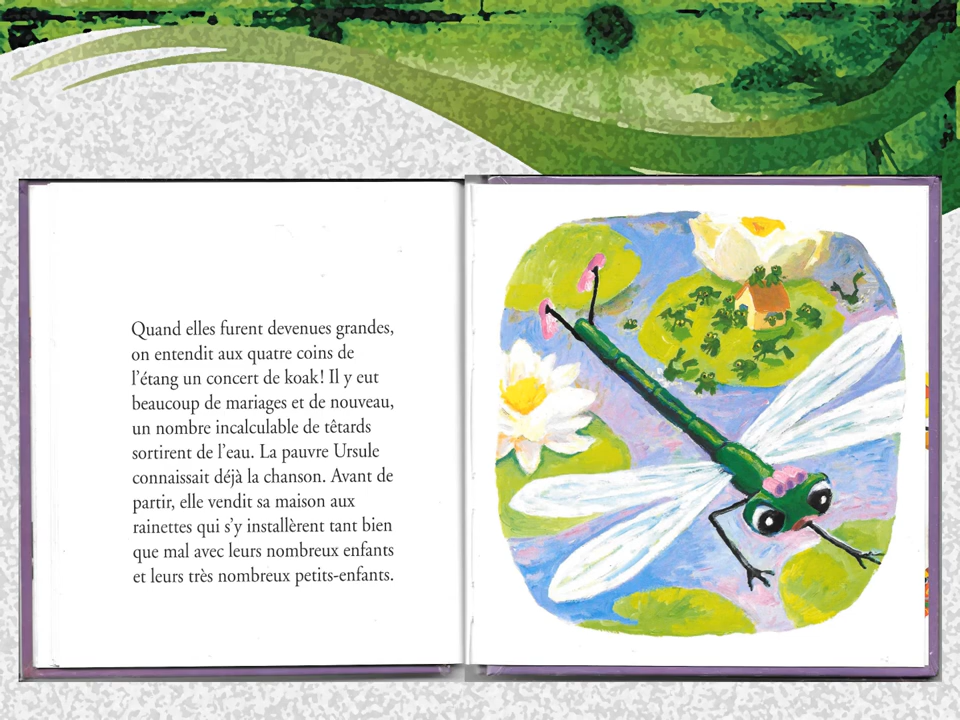 Quand elles furent devenues grandes,
on entendit aux quatre coins de
l'étang un concert de koak! Il y eut
beaucoup de mariages et de nouveau,
un nombre incalculable de têtards
sortirent de l'eau. La pauvre Ursule
connaissait déjà la chanson. Avant de
partir, elle vendit sa maison aux
rainettes qui s'y installèrent tant bien
que mal avec leurs nombreux enfants
et leurs très nombreux petits-enfants.